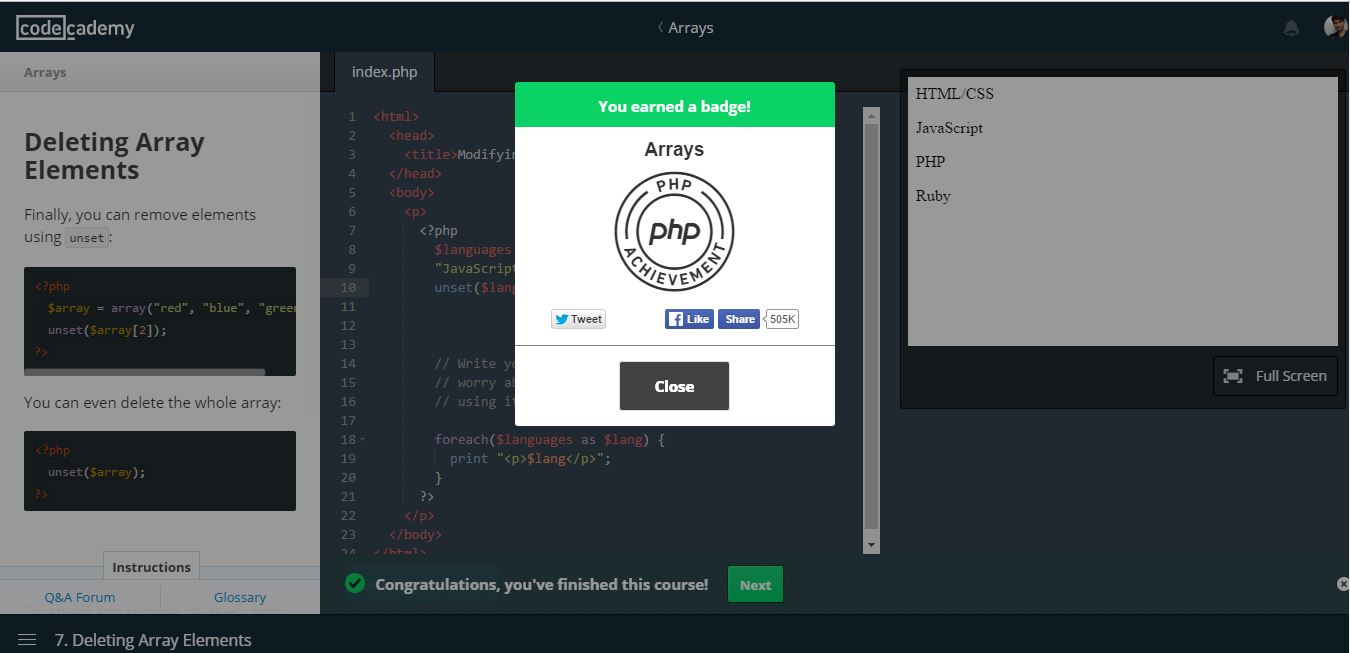 codecademy
Arrays
Arrays
Deleting Array
Elements
Finally, you can remove elements
using unset:
<?php
$array = array("red", "blue", "green
unset($array[2]);
?>
You can even delete the whole array:
<?php
unset($array);
?>
Instructions
Q&A Forum
Glossary
index.php
1 <html>
2 <head>
3 <title>Modifyin
4 </head>
5 <body>
6 <p>
7 <?php
8 $languages
9 "JavaScript
10 unset($lang
11
12
13
14 // Write yo
15 // worry ab
16 // using it
17
18 foreach($languages as $lang) {
19 print "<p>$lang</p>";
20 }
21 ?>
22 </p>
23 </body>
24 </html>
You earned a badge!
Arrays
PHP
php
ACHIEVEMENT
Tweet
Like
Share
505K
Close
HTML/CSS
JavaScript
PHP
Ruby
Full Screen
Congratulations, you've finished this course!
Next
7. Deleting Array Elements